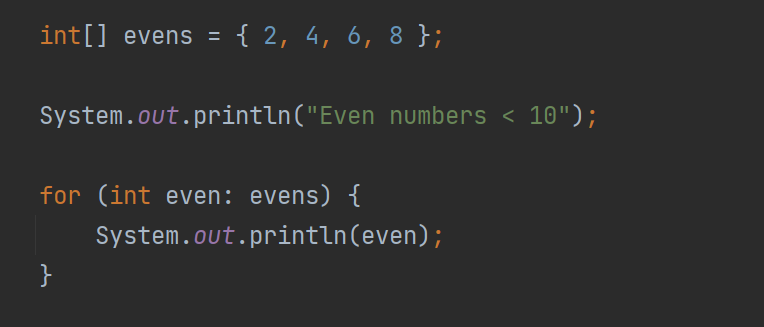 int[] evens = { 2, 4, 6, 8 };
System.out.println("Even numbers < 10");
for (int even: evens) {
    System.out.println(even);
}